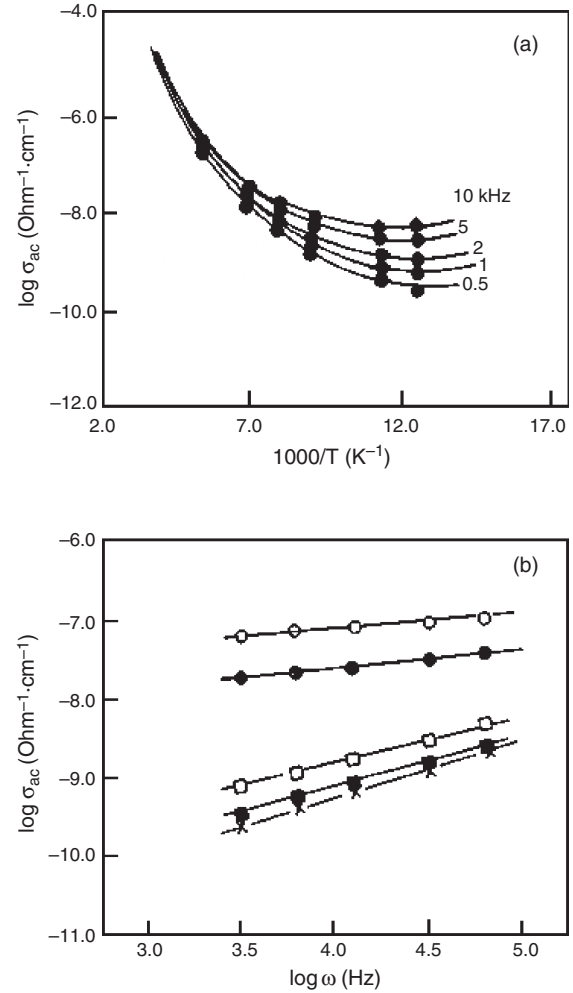 −4.0
(a)
−6.0
−8.0
−10.0
−12.0
log σac (Ohm−1·cm−1)
10 kHz
5
2
1
0.5
2.0 7.0 12.0 17.0
1000/T (K−1)
−6.0
(b)
−7.0
−8.0
−9.0
−10.0
−11.0
log σac (Ohm−1·cm−1)
3.0 3.5 4.0 4.5 5.0
log ω (Hz)